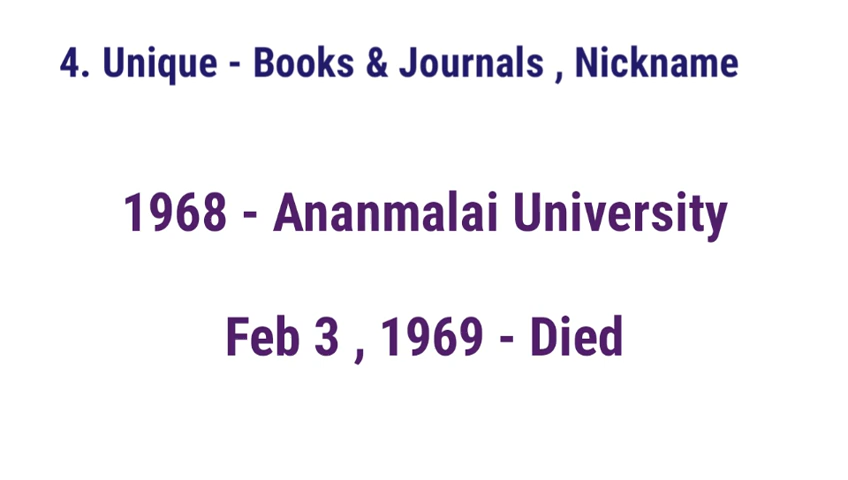 4. Unique - Books & Journals , Nickname
1968 - Ananmalai University
Feb 3 , 1969 - Died